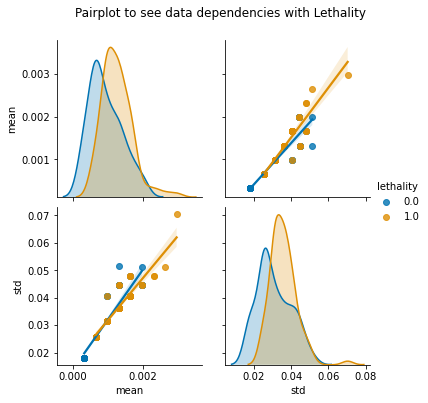 Pairplot to see data dependencies with Lethality
0.003
0.002
0.001
mean
lethality
0.0
1.0
0.07
0.06
0.05
0.04
0.03
0.02
std
0.000 0.002
mean
0.02 0.04 0.06 0.08
std